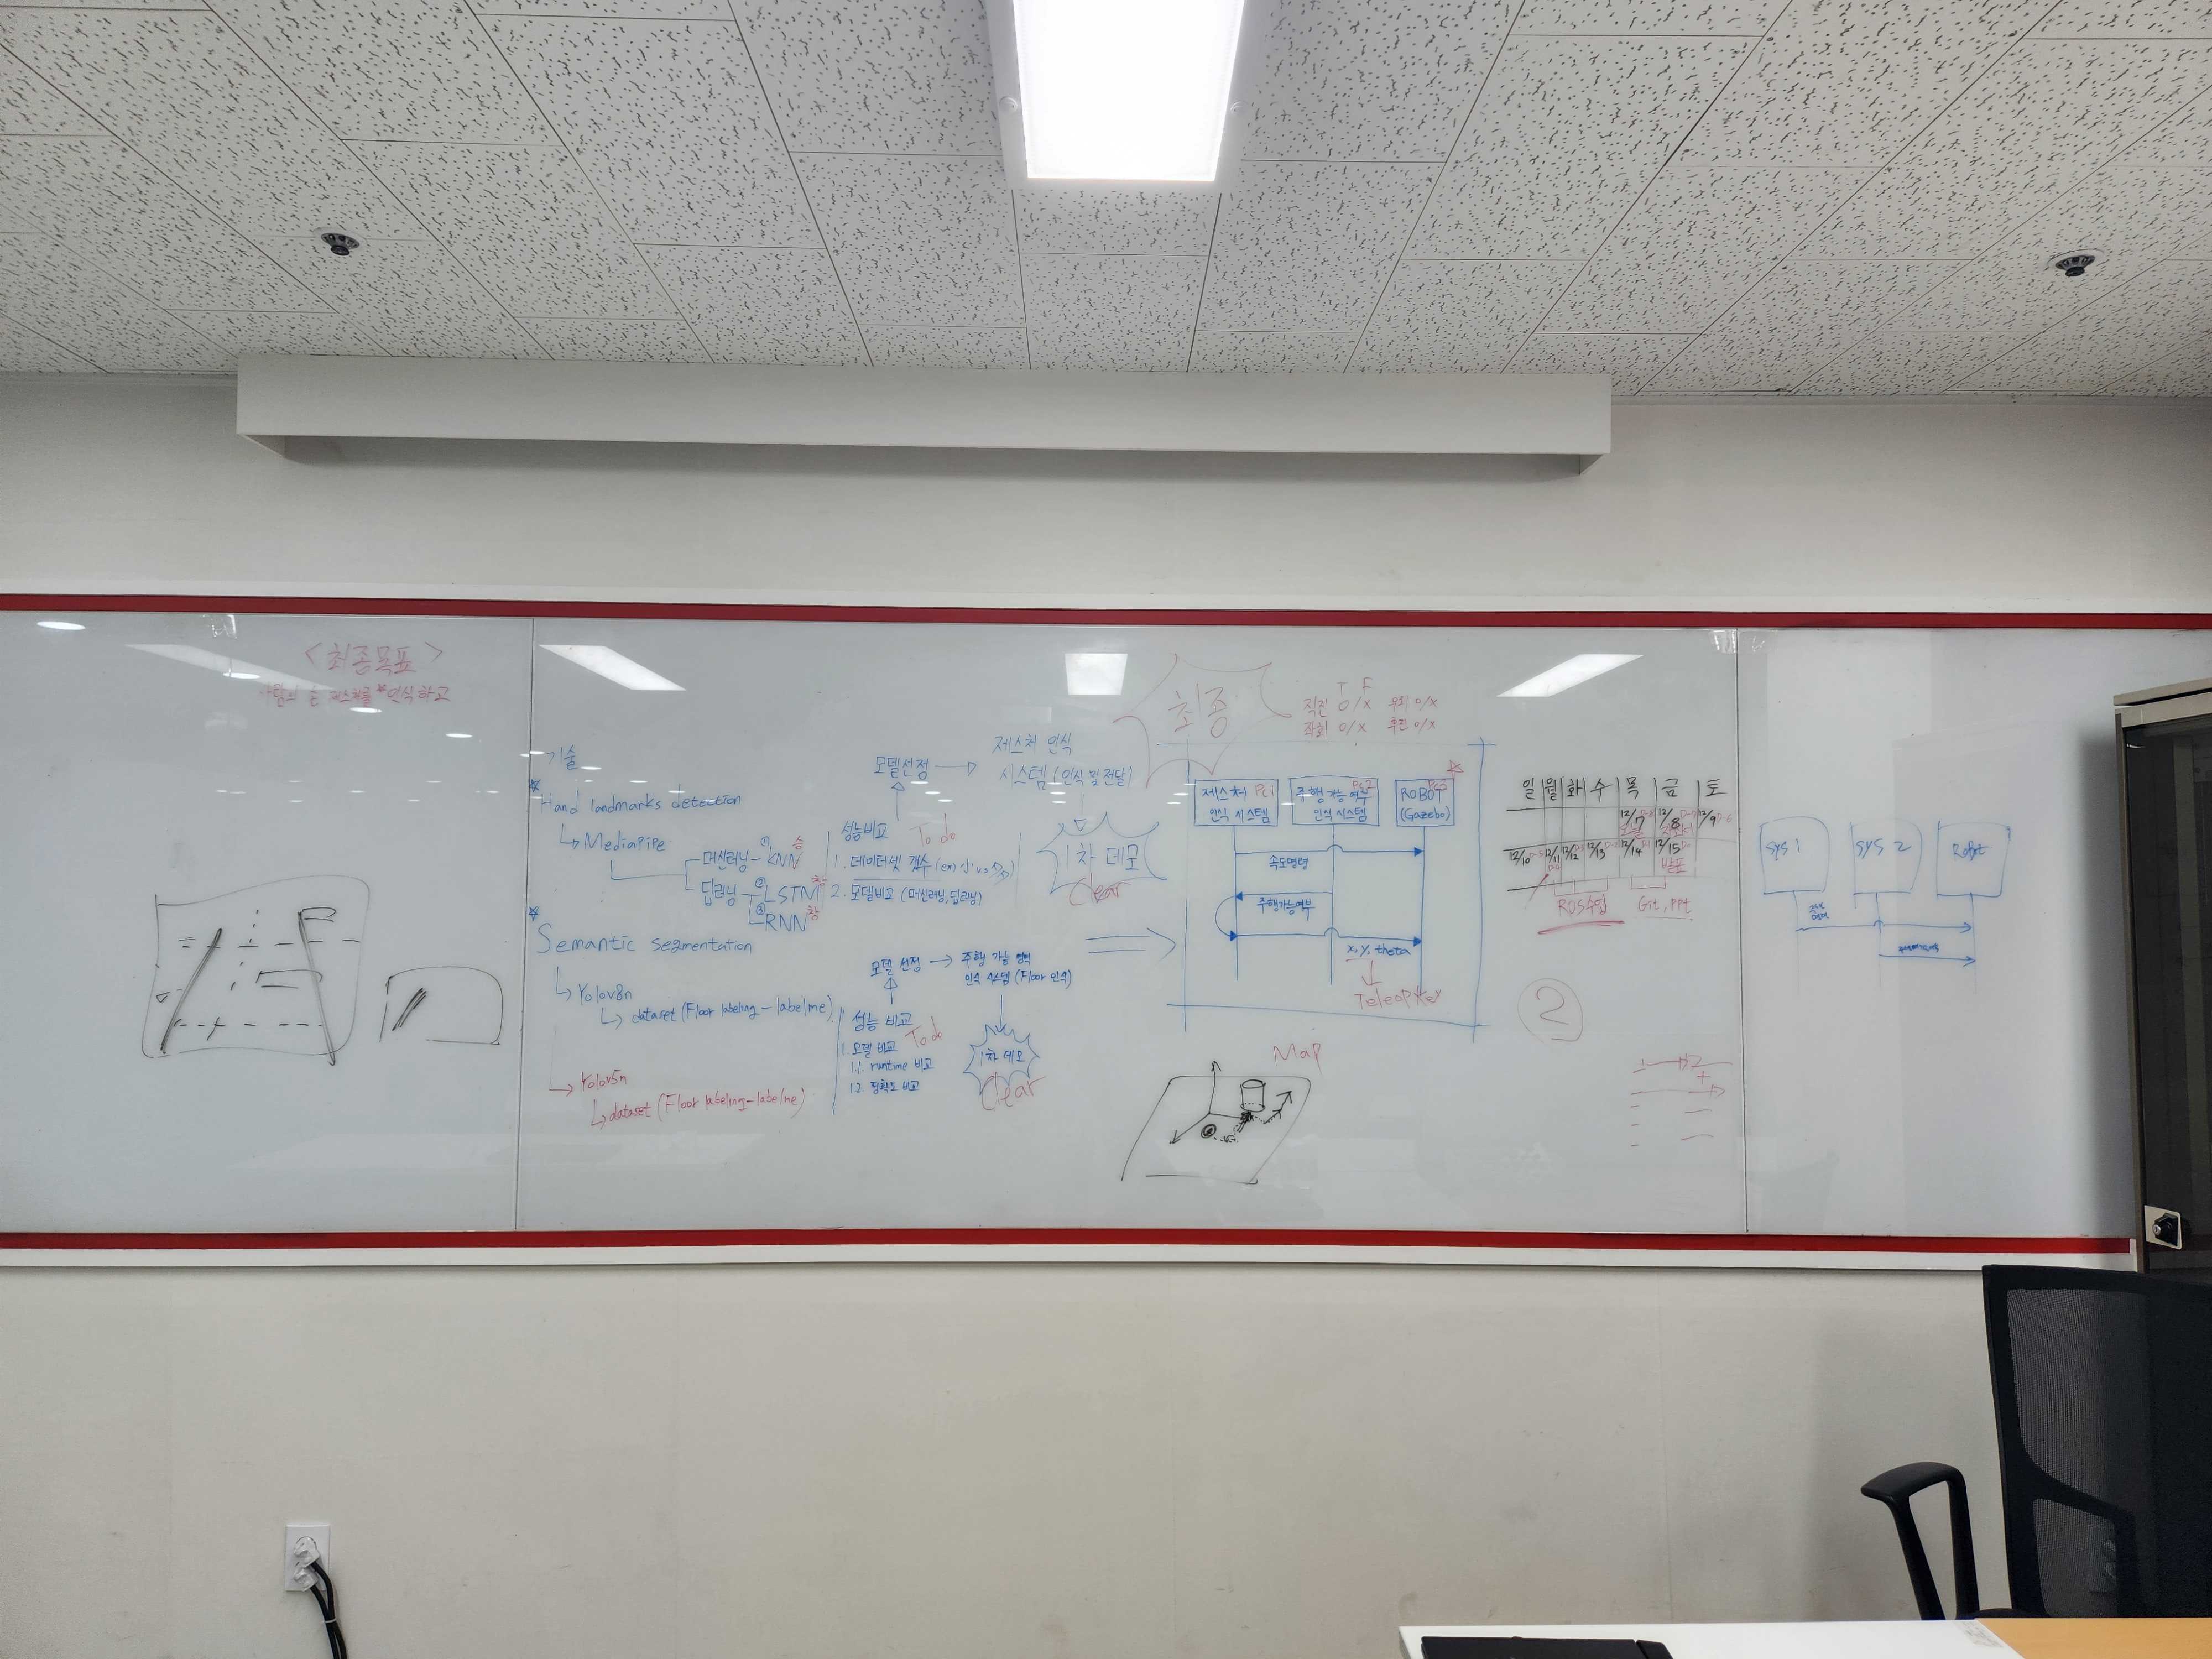 <최종목표>
손 제스처를 *인식하고
기술
* Hand landmarks detection
↳ MediaPipe
머신러닝 - ① KNN
딥러닝 - ② LSTM
③ RNN
* Semantic Segmentation
↳ Yolov8n
↳ dataset (Floor labeling - labelme)
→ Yolov5n
↳ dataset (Floor labeling - labelme)
모델선정 → 제스처 인식
시스템 (인식 및 전달)
성능비교 To do
1. 데이터셋 갯수
2. 모델비교 (머신러닝, 딥러닝)
1차 데모
Clear
모델 선정 → 주행 가능 영역
인식 시스템 (Floor 인식)
성능 비교 To do
1. 모델 비교
1.1. runtime 비교
1.2. 정확도 비교
1차 데모
Clear
최종
T F
직진 O/X 우회 O/X
좌회 O/X 후진 O/X
제스처 PC1
인식 시스템
주행가능여부 PC2
인식 시스템
ROBOT PC3
(Gazebo)
속도명령
주행가능여부
x, y, theta
TeleopKey
Map
일 월 화 수 목 금 토
12/7 D-8 12/8 D-7 12/9 D-6
오늘
12/10 12/11 12/12 12/13 12/14 12/15
발표
ROS수업 Git, PPT
2
sys 1 sys 2 Robot